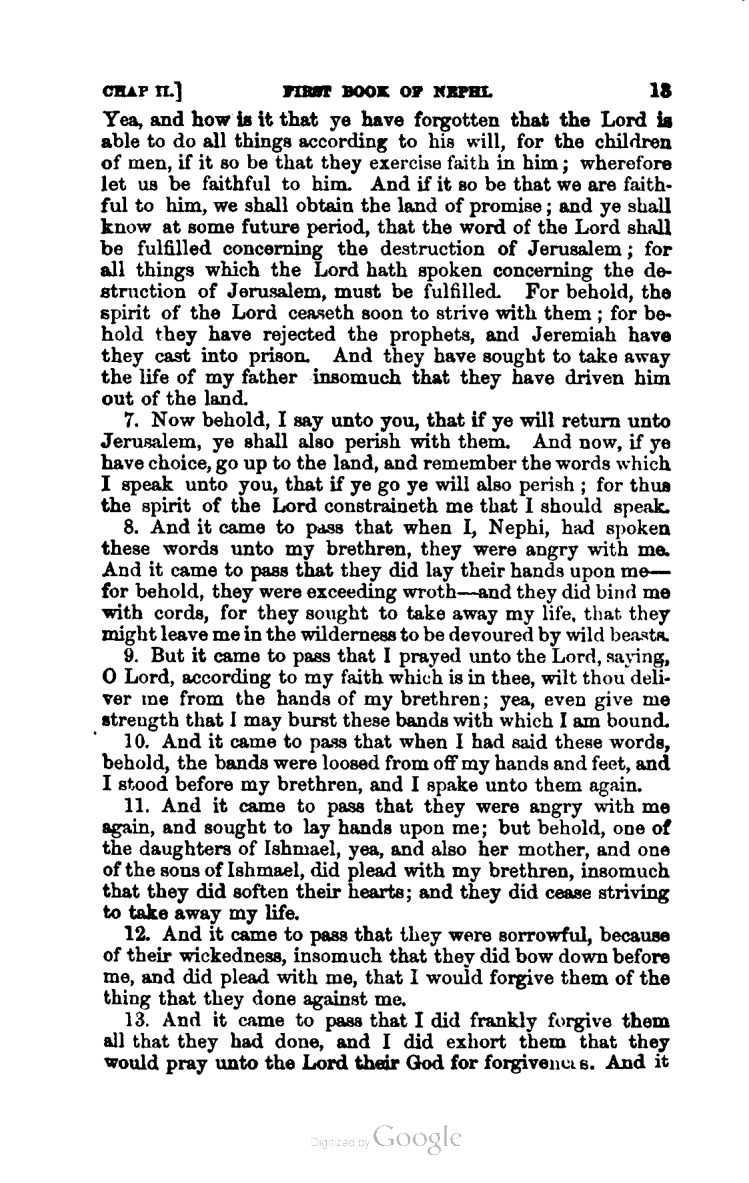 CHAP II.] FIRST BOOK OF NEPHI. 13
Yea, and how is it that ye have forgotten that the Lord is
able to do all things according to his will, for the children
of men, if it so be that they exercise faith in him; wherefore
let us be faithful to him. And if it so be that we are faith-
ful to him, we shall obtain the land of promise; and ye shall
know at some future period, that the word of the Lord shall
be fulfilled concerning the destruction of Jerusalem; for
all things which the Lord hath spoken concerning the de-
struction of Jerusalem, must be fulfilled. For behold, the
spirit of the Lord ceaseth soon to strive with them; for be-
hold they have rejected the prophets, and Jeremiah have
they cast into prison. And they have sought to take away
the life of my father insomuch that they have driven him
out of the land.
7. Now behold, I say unto you, that if ye will return unto
Jerusalem, ye shall also perish with them. And now, if ye
have choice, go up to the land, and remember the words which
I speak unto you, that if ye go ye will also perish; for thus
the spirit of the Lord constraineth me that I should speak.
8. And it came to pass that when I, Nephi, had spoken
these words unto my brethren, they were angry with me.
And it came to pass that they did lay their hands upon me—
for behold, they were exceeding wroth—and they did bind me
with cords, for they sought to take away my life, that they
might leave me in the wilderness to be devoured by wild beasts.
9. But it came to pass that I prayed unto the Lord, saying,
O Lord, according to my faith which is in thee, wilt thou deli-
ver me from the hands of my brethren; yea, even give me
strength that I may burst these bands with which I am bound.
10. And it came to pass that when I had said these words,
behold, the bands were loosed from off my hands and feet, and
I stood before my brethren, and I spake unto them again.
11. And it came to pass that they were angry with me
again, and sought to lay hands upon me; but behold, one of
the daughters of Ishmael, yea, and also her mother, and one
of the sons of Ishmael, did plead with my brethren, insomuch
that they did soften their hearts; and they did cease striving
to take away my life.
12. And it came to pass that they were sorrowful, because
of their wickedness, insomuch that they did bow down before
me, and did plead with me, that I would forgive them of the
thing that they done against me.
13. And it came to pass that I did frankly forgive them
all that they had done, and I did exhort them that they
would pray unto the Lord their God for forgiveness. And it
Digitized by Google